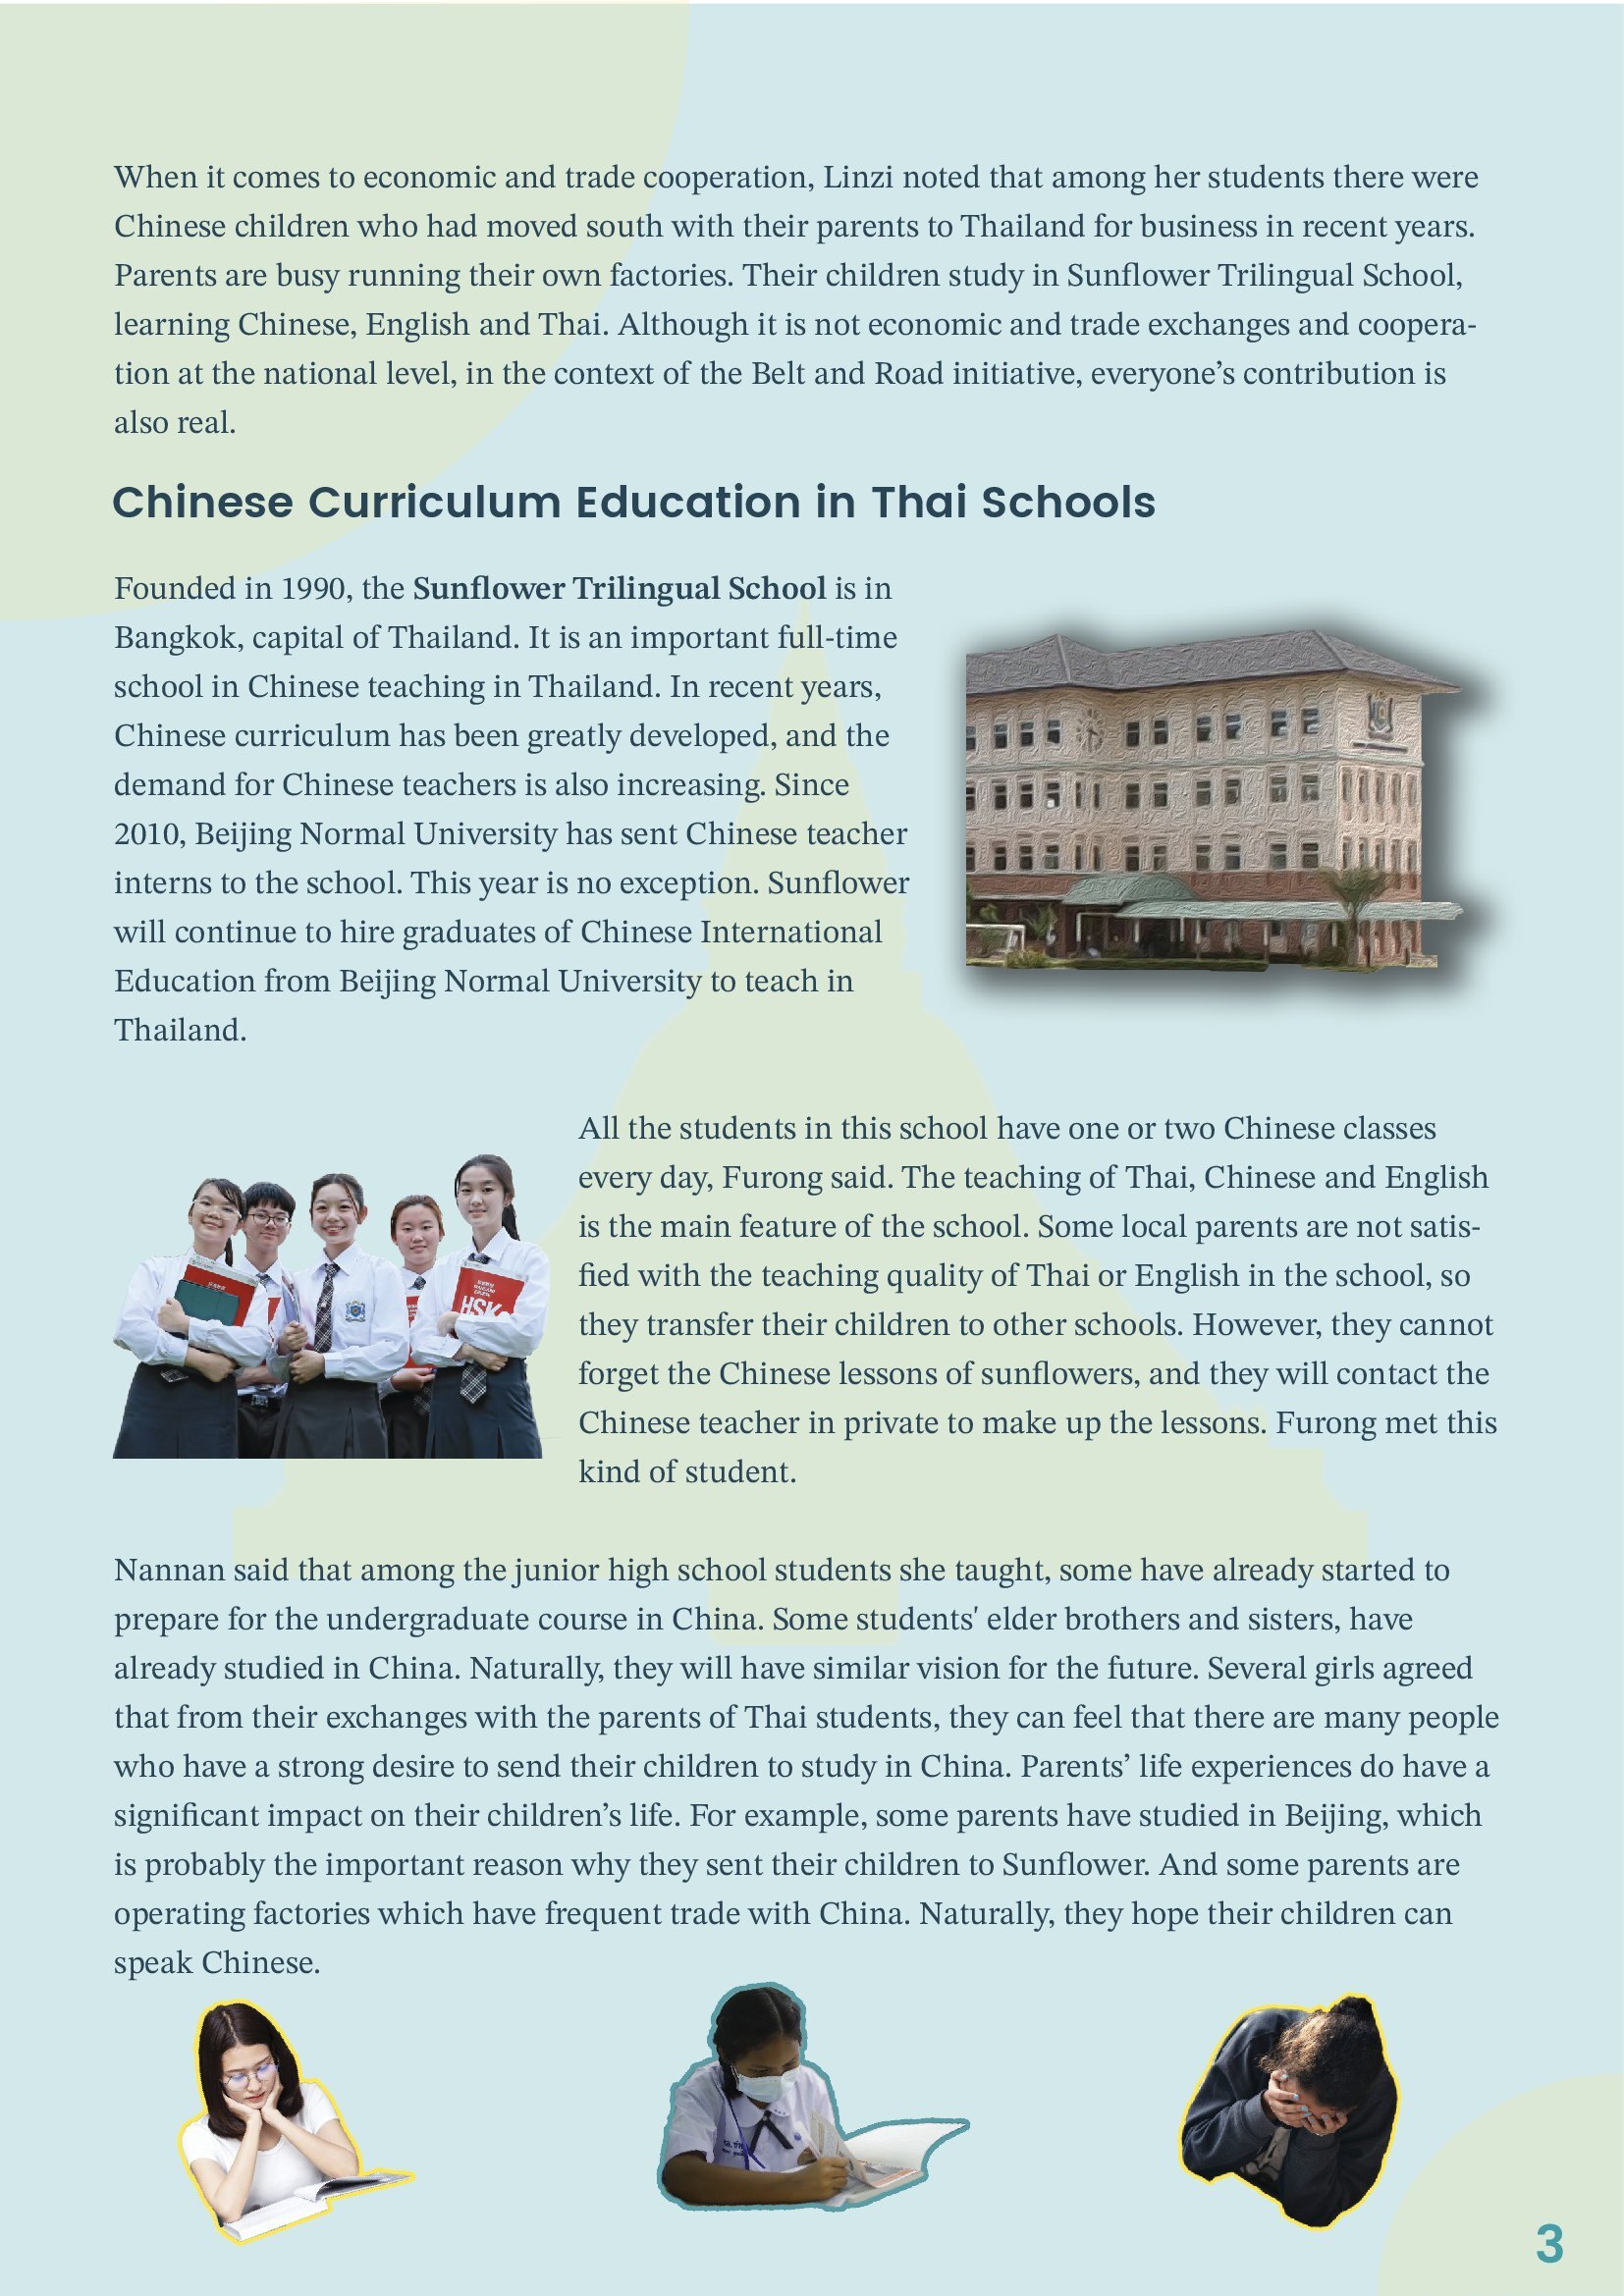 When it comes to economic and trade cooperation, Linzi noted that among her students there were
Chinese children who had moved south with their parents to Thailand for business in recent years.
Parents are busy running their own factories. Their children study in Sunflower Trilingual School,
learning Chinese, English and Thai. Although it is not economic and trade exchanges and coopera-
tion at the national level, in the context of the Belt and Road initiative, everyone’s contribution is
also real.
Chinese Curriculum Education in Thai Schools
Founded in 1990, the Sunflower Trilingual School is in
Bangkok, capital of Thailand. It is an important full-time
school in Chinese teaching in Thailand. In recent years,
Chinese curriculum has been greatly developed, and the
demand for Chinese teachers is also increasing. Since
2010, Beijing Normal University has sent Chinese teacher
interns to the school. This year is no exception. Sunflower
will continue to hire graduates of Chinese International
Education from Beijing Normal University to teach in
Thailand.
All the students in this school have one or two Chinese classes
every day, Furong said. The teaching of Thai, Chinese and English
is the main feature of the school. Some local parents are not satis-
fied with the teaching quality of Thai or English in the school, so
they transfer their children to other schools. However, they cannot
forget the Chinese lessons of sunflowers, and they will contact the
Chinese teacher in private to make up the lessons. Furong met this
kind of student.
HSK
Nannan said that among the junior high school students she taught, some have already started to
prepare for the undergraduate course in China. Some students' elder brothers and sisters, have
already studied in China. Naturally, they will have similar vision for the future. Several girls agreed
that from their exchanges with the parents of Thai students, they can feel that there are many people
who have a strong desire to send their children to study in China. Parents’ life experiences do have a
significant impact on their children’s life. For example, some parents have studied in Beijing, which
is probably the important reason why they sent their children to Sunflower. And some parents are
operating factories which have frequent trade with China. Naturally, they hope their children can
speak Chinese.
3